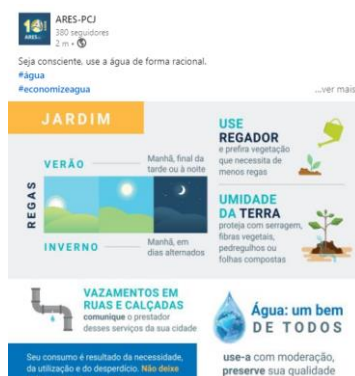 ARES-PCJ
380 seguidores
2 m
Seja consciente, use a água de forma racional.
#água
#economizeagua
...ver mais
JARDIM
REGAS
VERÃO
Manhã, final da
tarde ou à noite
INVERNO
Manhã, em
dias alternados
USE
REGADOR
e prefira vegetação
que necessita de
menos regas
UMIDADE
DA TERRA
proteja com serragem,
fibras vegetais,
pedregulhos ou
folhas compostas
VAZAMENTOS EM
RUAS E CALÇADAS
comunique o prestador
desses serviços da sua cidade
Seu consumo é resultado da necessidade,
da utilização e do desperdício. Não deixe
Água: um bem
DE TODOS
use-a com moderação,
preserve sua qualidade